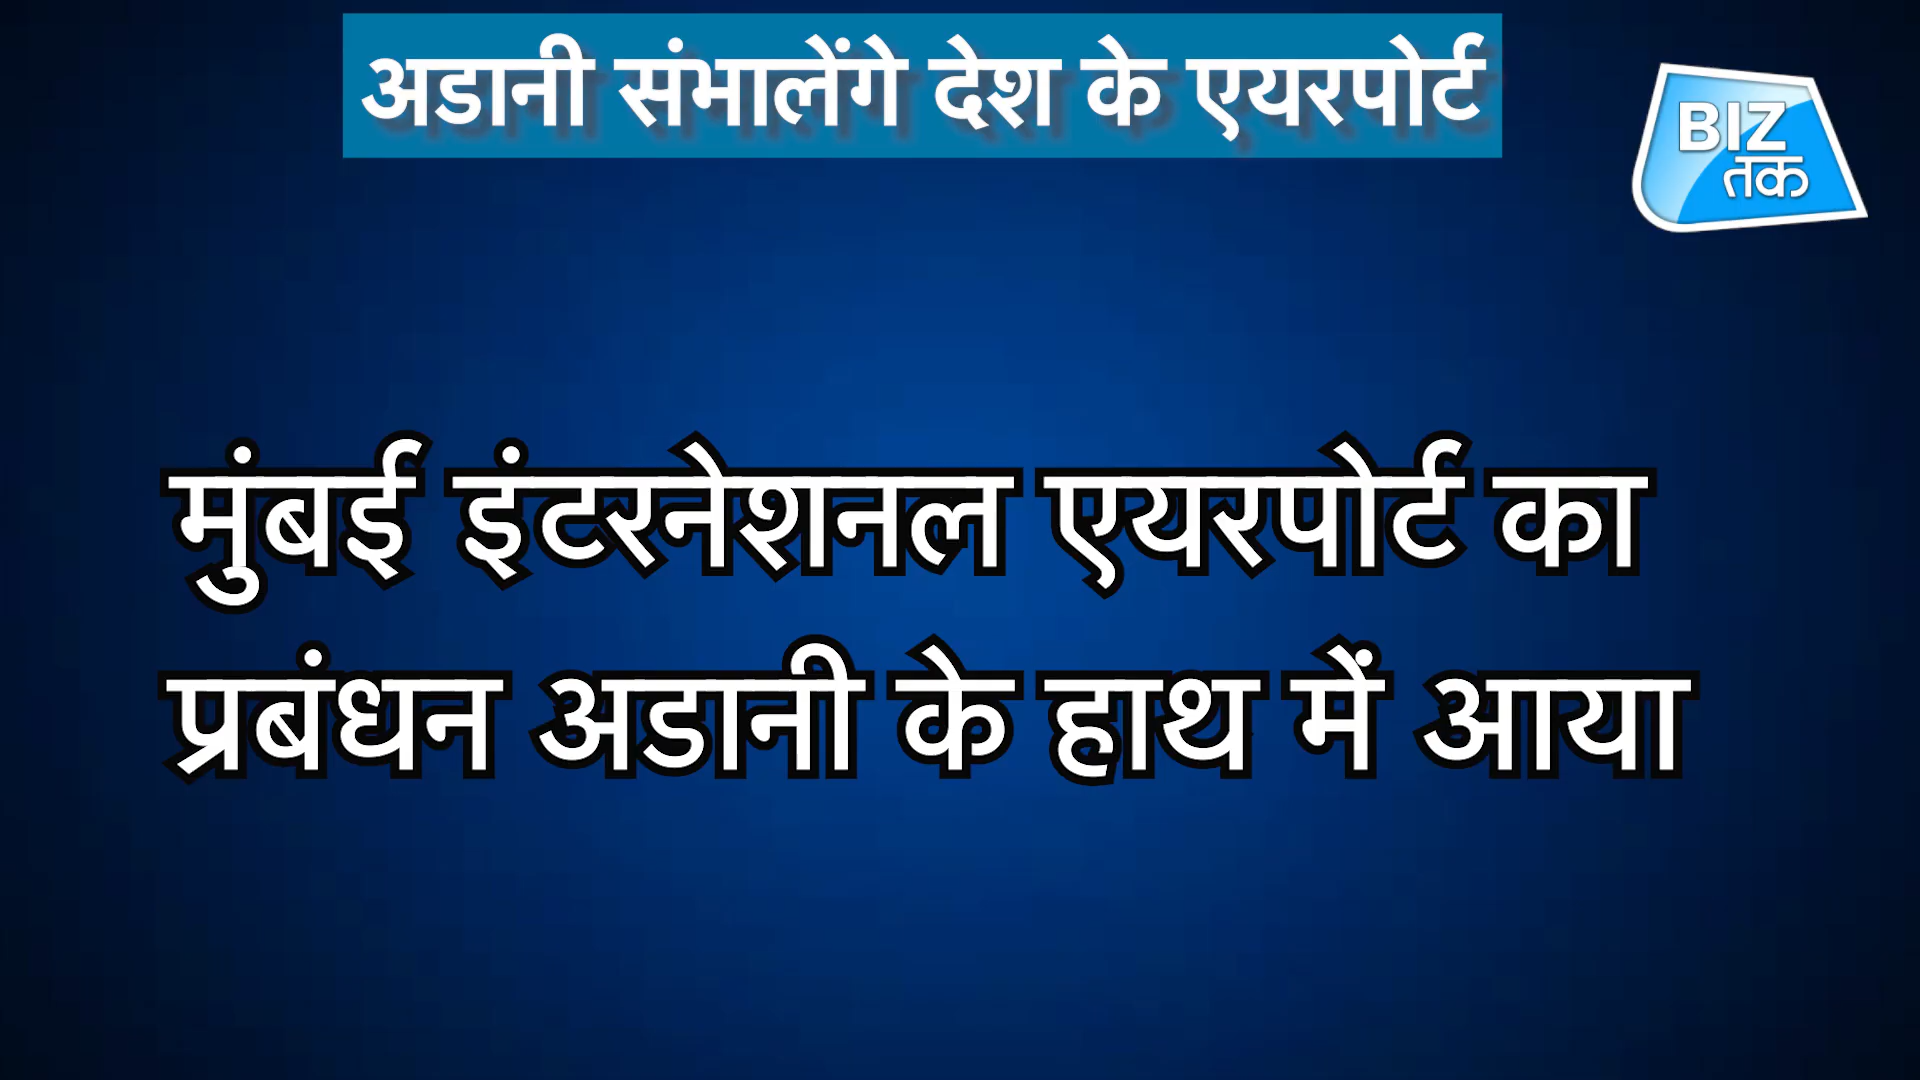 अडानी संभालेंगे देश के एयरपोर्ट
BIZ
तक
मुंबई इंटरनेशनल एयरपोर्ट का
प्रबंधन अडानी के हाथ में आया